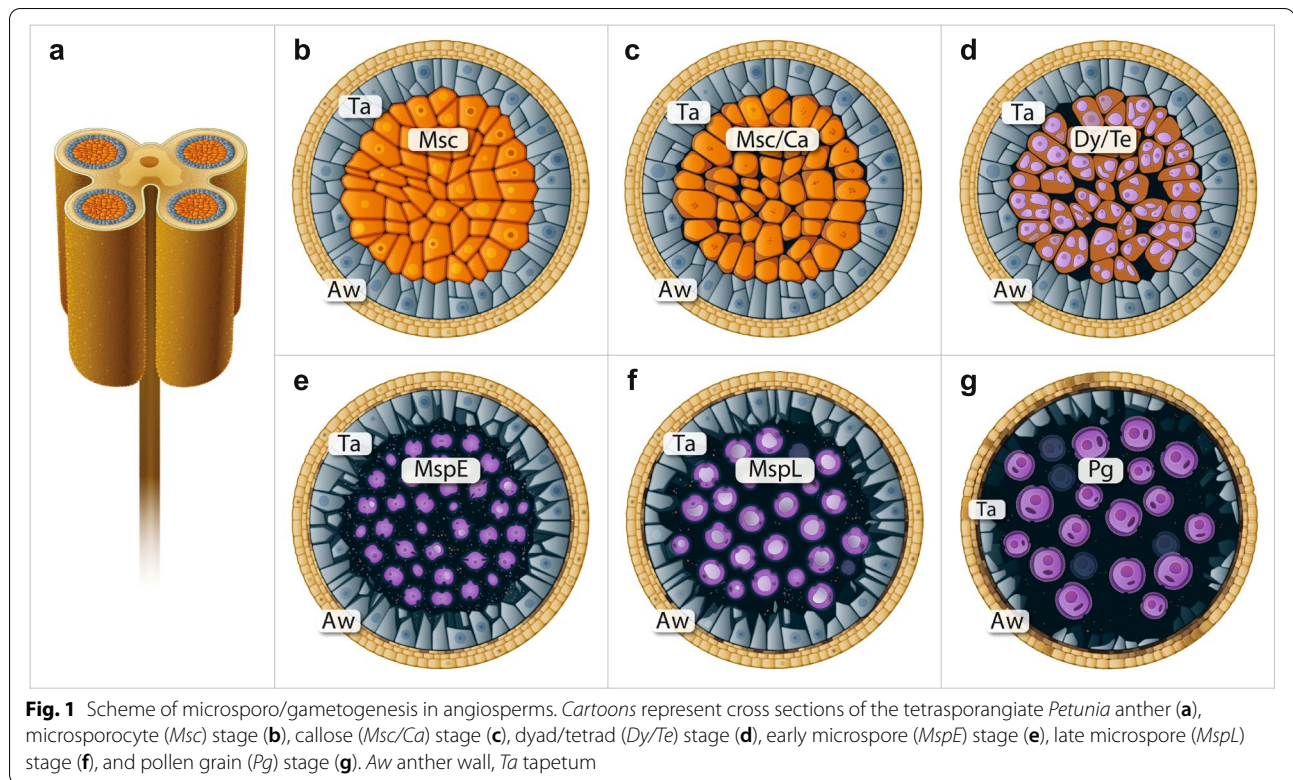 a
b
c
d
Ta
Msc
Aw
Ta
Msc/Ca
Aw
Ta
Dy/Te
Aw
e
f
g
Ta
MspE
Aw
Ta
MspL
Aw
Pg
Ta
Aw
Fig. 1 Scheme of microsporo/gametogenesis in angiosperms. Cartoons represent cross sections of the tetrasporangiate Petunia anther (a),
microsporocyte (Msc) stage (b), callose (Msc/Ca) stage (c), dyad/tetrad (Dy/Te) stage (d), early microspore (MspE) stage (e), late microspore (MspL)
stage (f), and pollen grain (Pg) stage (g). Aw anther wall, Ta tapetum